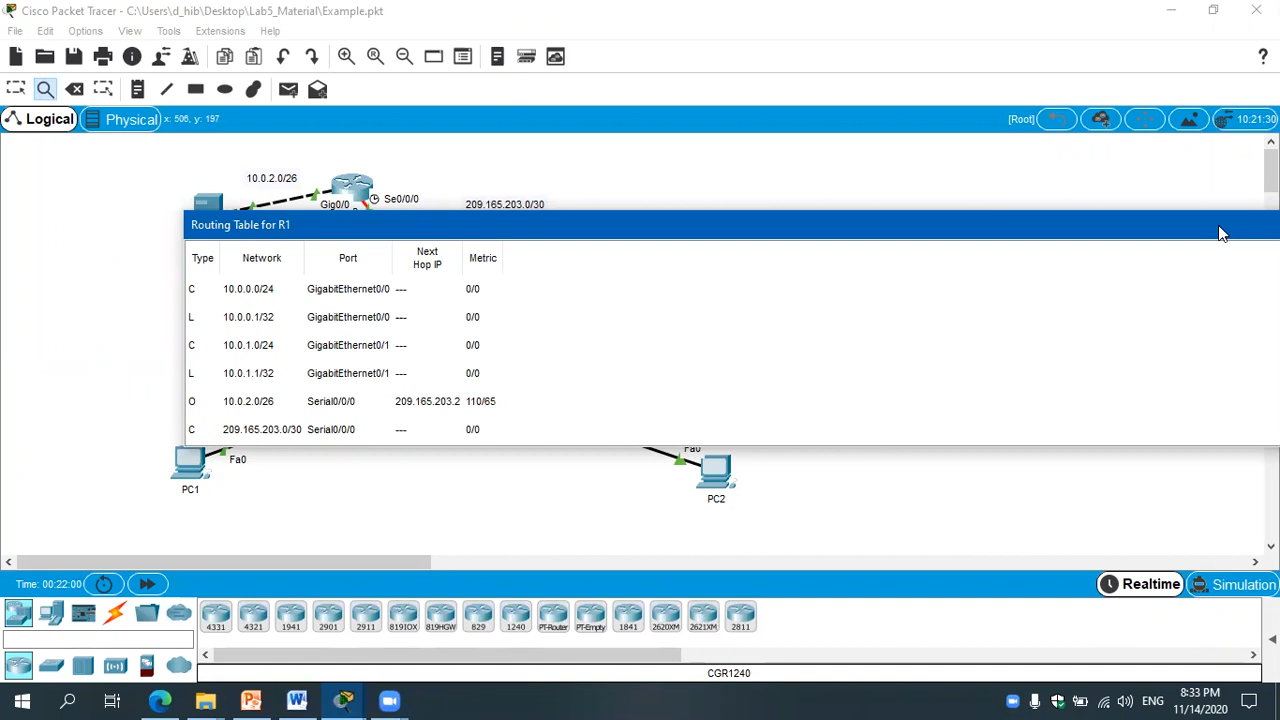 Cisco Packet Tracer - C:\Users\d_hib\Desktop\Lab5_Material\Example.pkt
File Edit Options View Tools Extensions Help
Logical Physical x: 506, y: 197 [Root] 10:21:30
10.0.2.0/26
Se0/0/0
Gig0/0
209.165.203.0/30
Routing Table for R1
Type Network Port Next Hop IP Metric
C 10.0.0.0/24 GigabitEthernet0/0 --- 0/0
L 10.0.0.1/32 GigabitEthernet0/0 --- 0/0
C 10.0.1.0/24 GigabitEthernet0/1 --- 0/0
L 10.0.1.1/32 GigabitEthernet0/1 --- 0/0
O 10.0.2.0/26 Serial0/0/0 209.165.203.2 110/65
C 209.165.203.0/30 Serial0/0/0 --- 0/0
Fa0
Fa0
PC1
PC2
Time: 00:22:00 Realtime Simulation
4331 4321 1941 2901 2911 819IOX 819HGW 829 1240 PT-Router PT-Empty 1841 2620XM 2621XM 2811
CGR1240
ENG
8:33 PM
11/14/2020